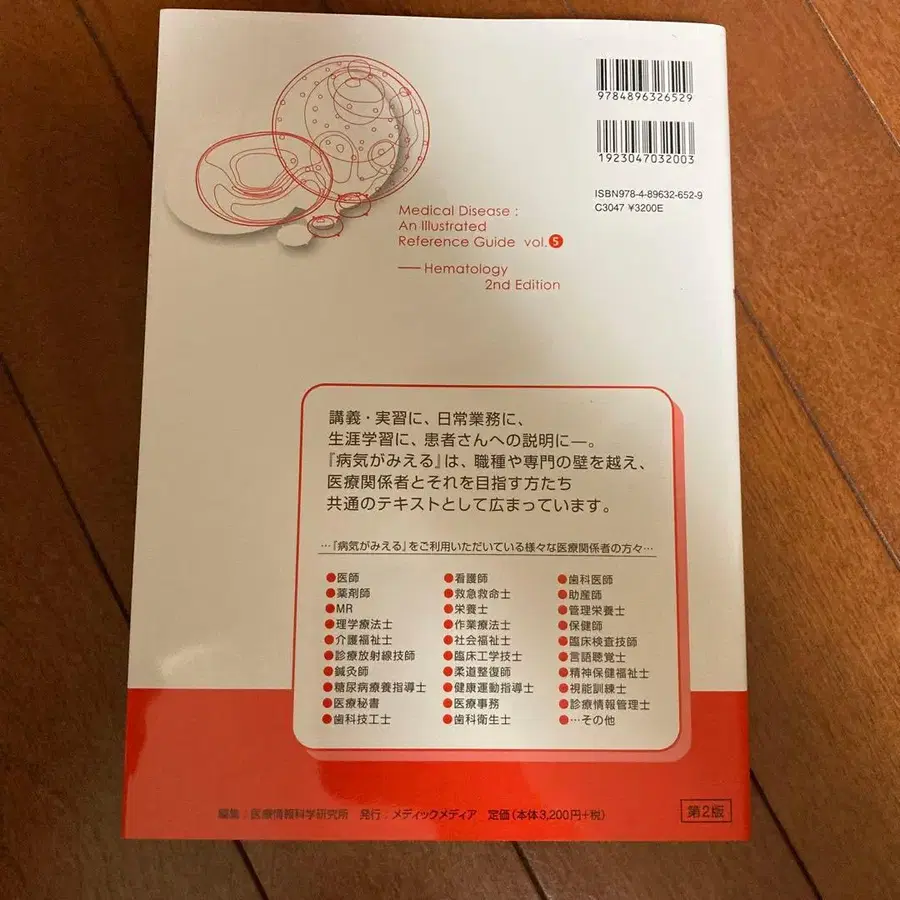 9784896326529
1923047032003
ISBN978-4-89632-652-9
C3047 ¥3200E
Medical Disease :
An Illustrated
Reference Guide vol.5
Hematology
2nd Edition
講義・実習に、日常業務に、
生涯学習に、患者さんへの説明に―。
『病気がみえる』は、職種や専門の壁を越え、
医療関係者とそれを目指す方たち
共通のテキストとして広まっています。
…『病気がみえる』をご利用いただいている様々な医療関係者の方々…
●医師 ●看護師 ●歯科医師
●薬剤師 ●救急救命士 ●助産師
●MR ●栄養士 ●管理栄養士
●理学療法士 ●作業療法士 ●保健師
●介護福祉士 ●社会福祉士 ●臨床検査技師
●診療放射線技師 ●臨床工学技士 ●言語聴覚士
●鍼灸師 ●柔道整復師 ●精神保健福祉士
●糖尿病療養指導士 ●健康運動指導士 ●視能訓練士
●医療秘書 ●医療事務 ●診療情報管理士
●歯科技工士 ●歯科衛生士 ●…その他
編集：医療情報科学研究所 発行：メディックメディア 定価（本体3,200円+税）
第2版